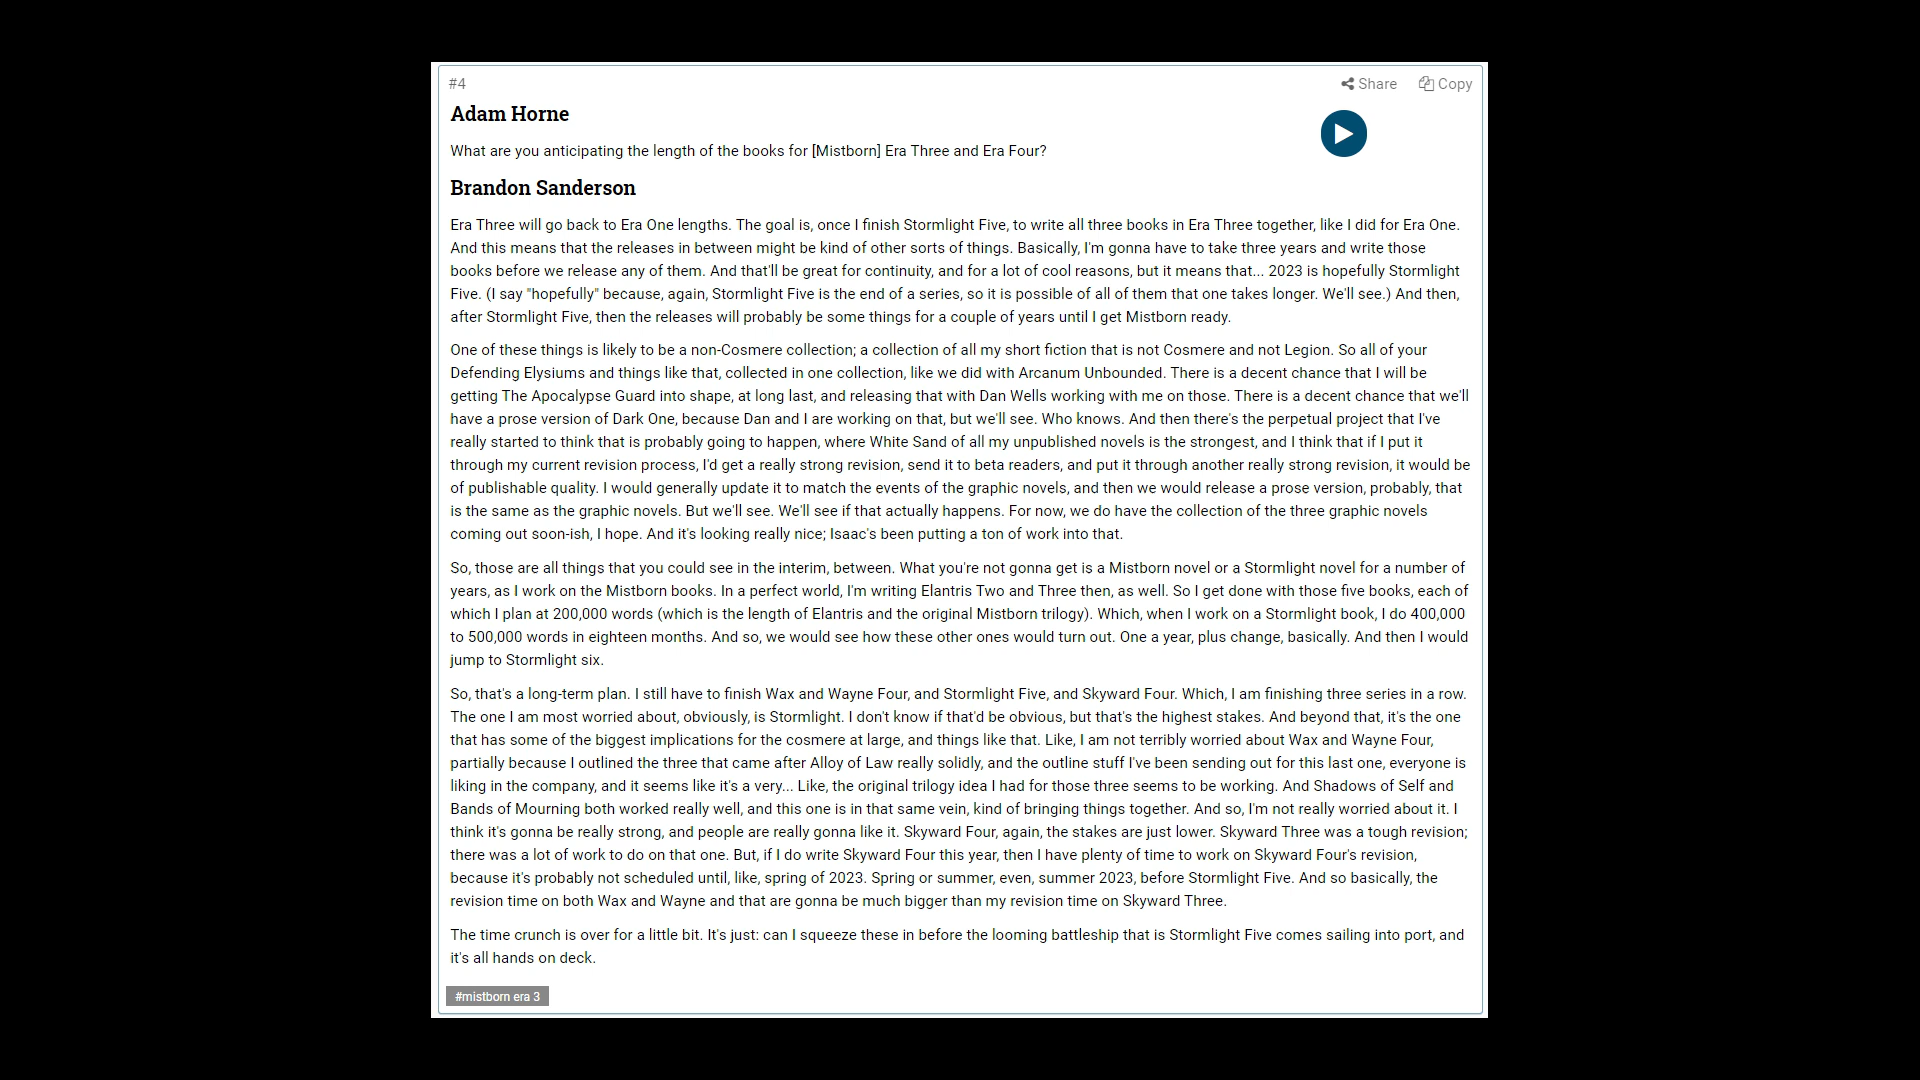 #4
Share
Copy
Adam Horne
What are you anticipating the length of the books for [Mistborn] Era Three and Era Four?
Brandon Sanderson
Era Three will go back to Era One lengths. The goal is, once I finish Stormlight Five, to write all three books in Era Three together, like I did for Era One.
And this means that the releases in between might be kind of other sorts of things. Basically, I'm gonna have to take three years and write those
books before we release any of them. And that'll be great for continuity, and for a lot of cool reasons, but it means that... 2023 is hopefully Stormlight
Five. (I say "hopefully" because, again, Stormlight Five is the end of a series, so it is possible of all of them that one takes longer. We'll see.) And then,
after Stormlight Five, then the releases will probably be some things for a couple of years until I get Mistborn ready.
One of these things is likely to be a non-Cosmere collection; a collection of all my short fiction that is not Cosmere and not Legion. So all of your
Defending Elysiums and things like that, collected in one collection, like we did with Arcanum Unbounded. There is a decent chance that I will be
getting The Apocalypse Guard into shape, at long last, and releasing that with Dan Wells working with me on those. There is a decent chance that we'll
have a prose version of Dark One, because Dan and I are working on that, but we'll see. Who knows. And then there's the perpetual project that I've
really started to think that is probably going to happen, where White Sand of all my unpublished novels is the strongest, and I think that if I put it
through my current revision process, I'd get a really strong revision, send it to beta readers, and put it through another really strong revision, it would be
of publishable quality. I would generally update it to match the events of the graphic novels, and then we would release a prose version, probably, that
is the same as the graphic novels. But we'll see. We'll see if that actually happens. For now, we do have the collection of the three graphic novels
coming out soon-ish, I hope. And it's looking really nice; Isaac's been putting a ton of work into that.
So, those are all things that you could see in the interim, between. What you're not gonna get is a Mistborn novel or a Stormlight novel for a number of
years, as I work on the Mistborn books. In a perfect world, I'm writing Elantris Two and Three then, as well. So I get done with those five books, each of
which I plan at 200,000 words (which is the length of Elantris and the original Mistborn trilogy). Which, when I work on a Stormlight book, I do 400,000
to 500,000 words in eighteen months. And so, we would see how these other ones would turn out. One a year, plus change, basically. And then I would
jump to Stormlight six.
So, that's a long-term plan. I still have to finish Wax and Wayne Four, and Stormlight Five, and Skyward Four. Which, I am finishing three series in a row.
The one I am most worried about, obviously, is Stormlight. I don't know if that'd be obvious, but that's the highest stakes. And beyond that, it's the one
that has some of the biggest implications for the cosmere at large, and things like that. Like, I am not terribly worried about Wax and Wayne Four,
partially because I outlined the three that came after Alloy of Law really solidly, and the outline stuff I've been sending out for this last one, everyone is
liking in the company, and it seems like it's a very... Like, the original trilogy idea I had for those three seems to be working. And Shadows of Self and
Bands of Mourning both worked really well, and this one is in that same vein, kind of bringing things together. And so, I'm not really worried about it. I
think it's gonna be really strong, and people are really gonna like it. Skyward Four, again, the stakes are just lower. Skyward Three was a tough revision;
there was a lot of work to do on that one. But, if I do write Skyward Four this year, then I have plenty of time to work on Skyward Four's revision,
because it's probably not scheduled until, like, spring of 2023. Spring or summer, even, summer 2023, before Stormlight Five. And so basically, the
revision time on both Wax and Wayne and that are gonna be much bigger than my revision time on Skyward Three.
The time crunch is over for a little bit. It's just: can I squeeze these in before the looming battleship that is Stormlight Five comes sailing into port, and
it's all hands on deck.
#mistborn era 3